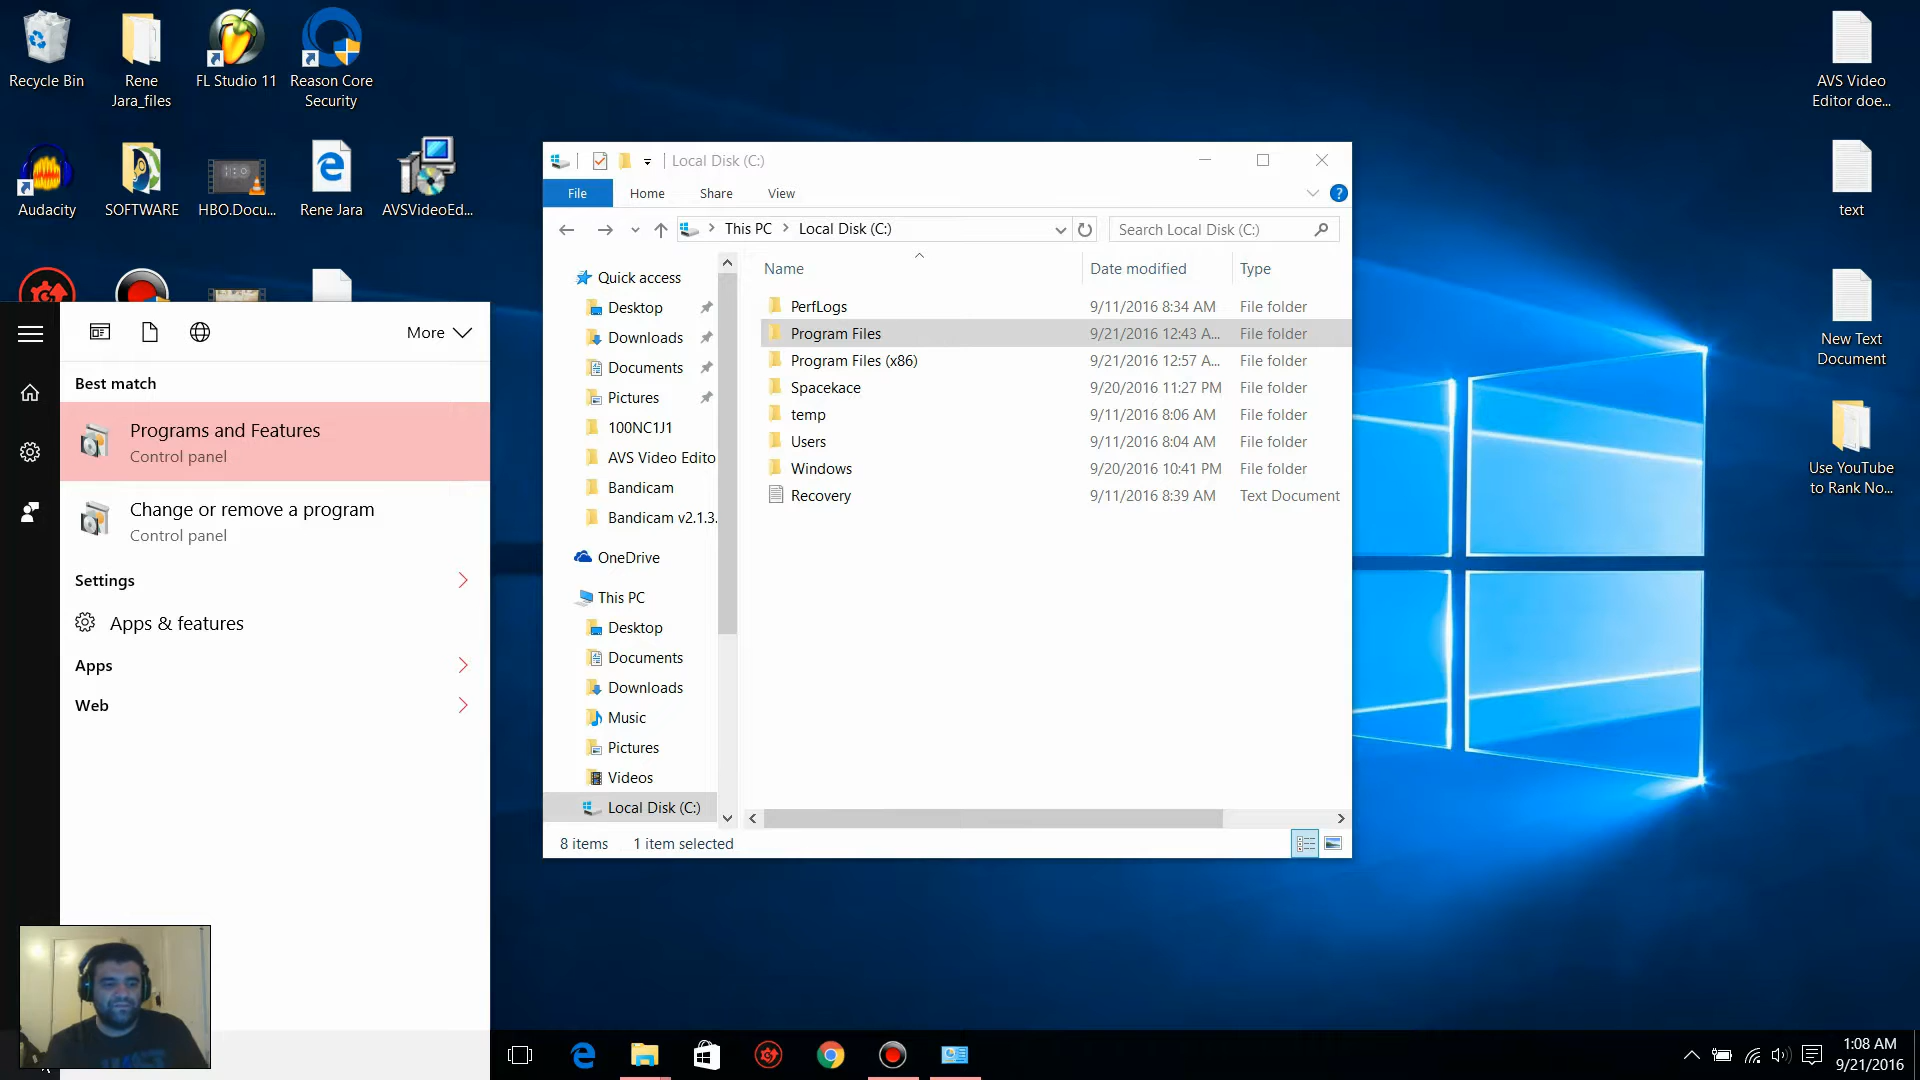 Recycle Bin
Rene
Jara_files
FL Studio 11
Reason Core
Security
Audacity
SOFTWARE
HBO.Docu...
Rene Jara
AVSVideoEd...
AVS Video
Editor doe...
text
New Text
Document
Use YouTube
to Rank No...
More
Best match
Programs and Features
Control panel
Change or remove a program
Control panel
Settings
Apps & features
Apps
Web
Local Disk (C:)
File
Home
Share
View
This PC
Local Disk (C:)
Search Local Disk (C:)
Quick access
Desktop
Downloads
Documents
Pictures
100NC1J1
AVS Video Edito
Bandicam
Bandicam v2.1.3.
OneDrive
This PC
Desktop
Documents
Downloads
Music
Pictures
Videos
Local Disk (C:)
Name Date modified Type
PerfLogs 9/11/2016 8:34 AM File folder
Program Files 9/21/2016 12:43 A... File folder
Program Files (x86) 9/21/2016 12:57 A... File folder
Spacekace 9/20/2016 11:27 PM File folder
temp 9/11/2016 8:06 AM File folder
Users 9/11/2016 8:04 AM File folder
Windows 9/20/2016 10:41 PM File folder
Recovery 9/11/2016 8:39 AM Text Document
8 items 1 item selected
1:08 AM
9/21/2016